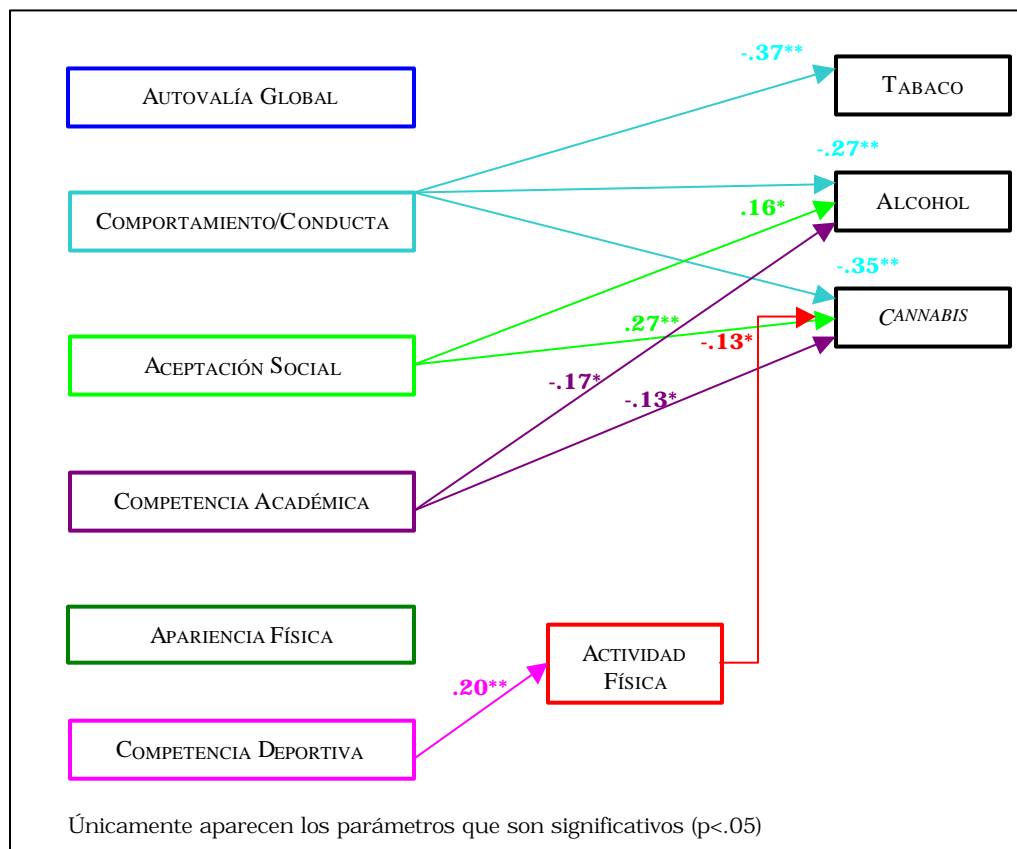 -.37**
AUTOVALÍA GLOBAL
TABACO
-.27**
COMPORTAMIENTO/CONDUCTA
.16*
ALCOHOL
-.35**
ACEPTACIÓN SOCIAL
.27**
-.13*
CANNABIS
-.17*
-.13*
COMPETENCIA ACADÉMICA
APARIENCIA FÍSICA
ACTIVIDAD
FÍSICA
.20**
COMPETENCIA DEPORTIVA
Únicamente aparecen los parámetros que son significativos (p<.05)